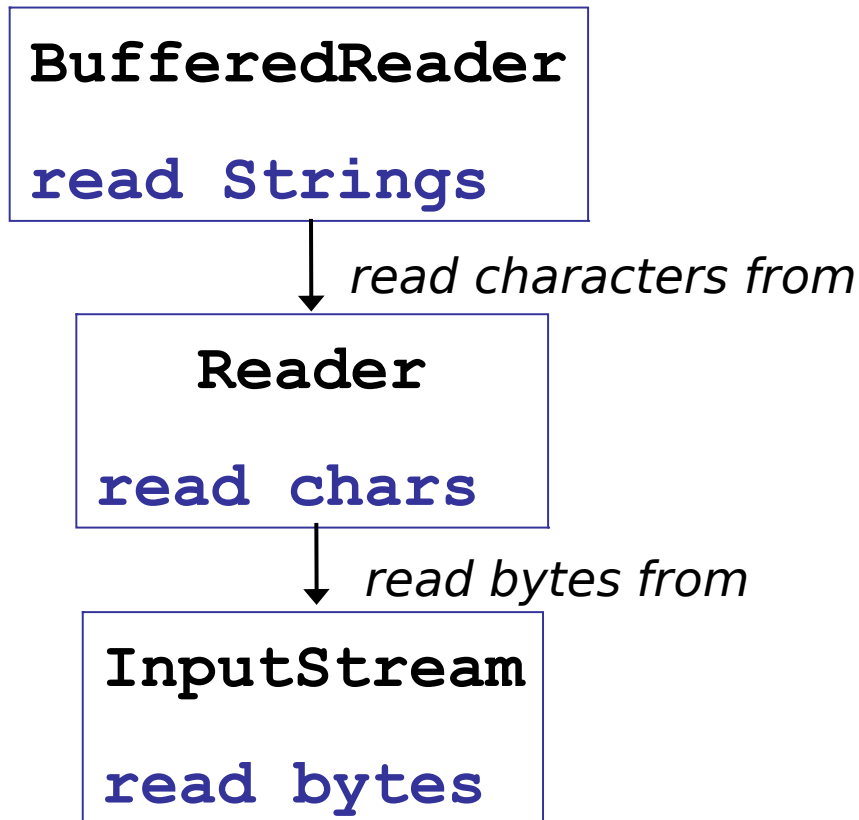 BufferedReader
read Strings
read characters from
Reader
read chars
read bytes from
InputStream
read bytes